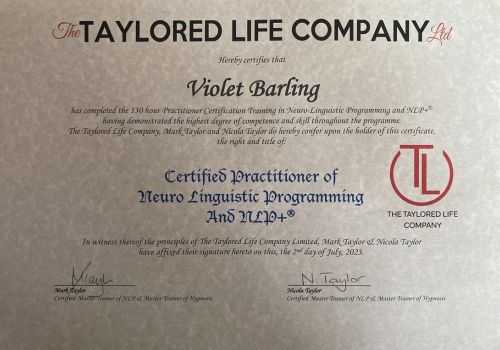 The TAYLORED LIFE COMPANY Ltd
Hereby certifies that
Violet Barling
has completed the 130 hour Practitioner Certification Training in Neuro-Linguistic Programming and NLP+®
having demonstrated the highest degree of competence and skill throughout the programme.
The Taylored Life Company, Mark Taylor and Nicola Taylor do hereby confer upon the holder of this certificate,
the right and title of:
Certified Practitioner of
Neuro Linguistic Programming
And NLP+®
TL
THE TAYLORED LIFE
COMPANY
In witness thereof the principles of The Taylored Life Company Limited, Mark Taylor & Nicola Taylor
have affixed their signature hereto on this, the 2nd day of July, 2023.
N Taylor
Mark Taylor
Certified Master Trainer of NLP & Master Trainer of Hypnosis
Nicola Taylor
Certified Master Trainer of NLP & Master Trainer of Hypnosis